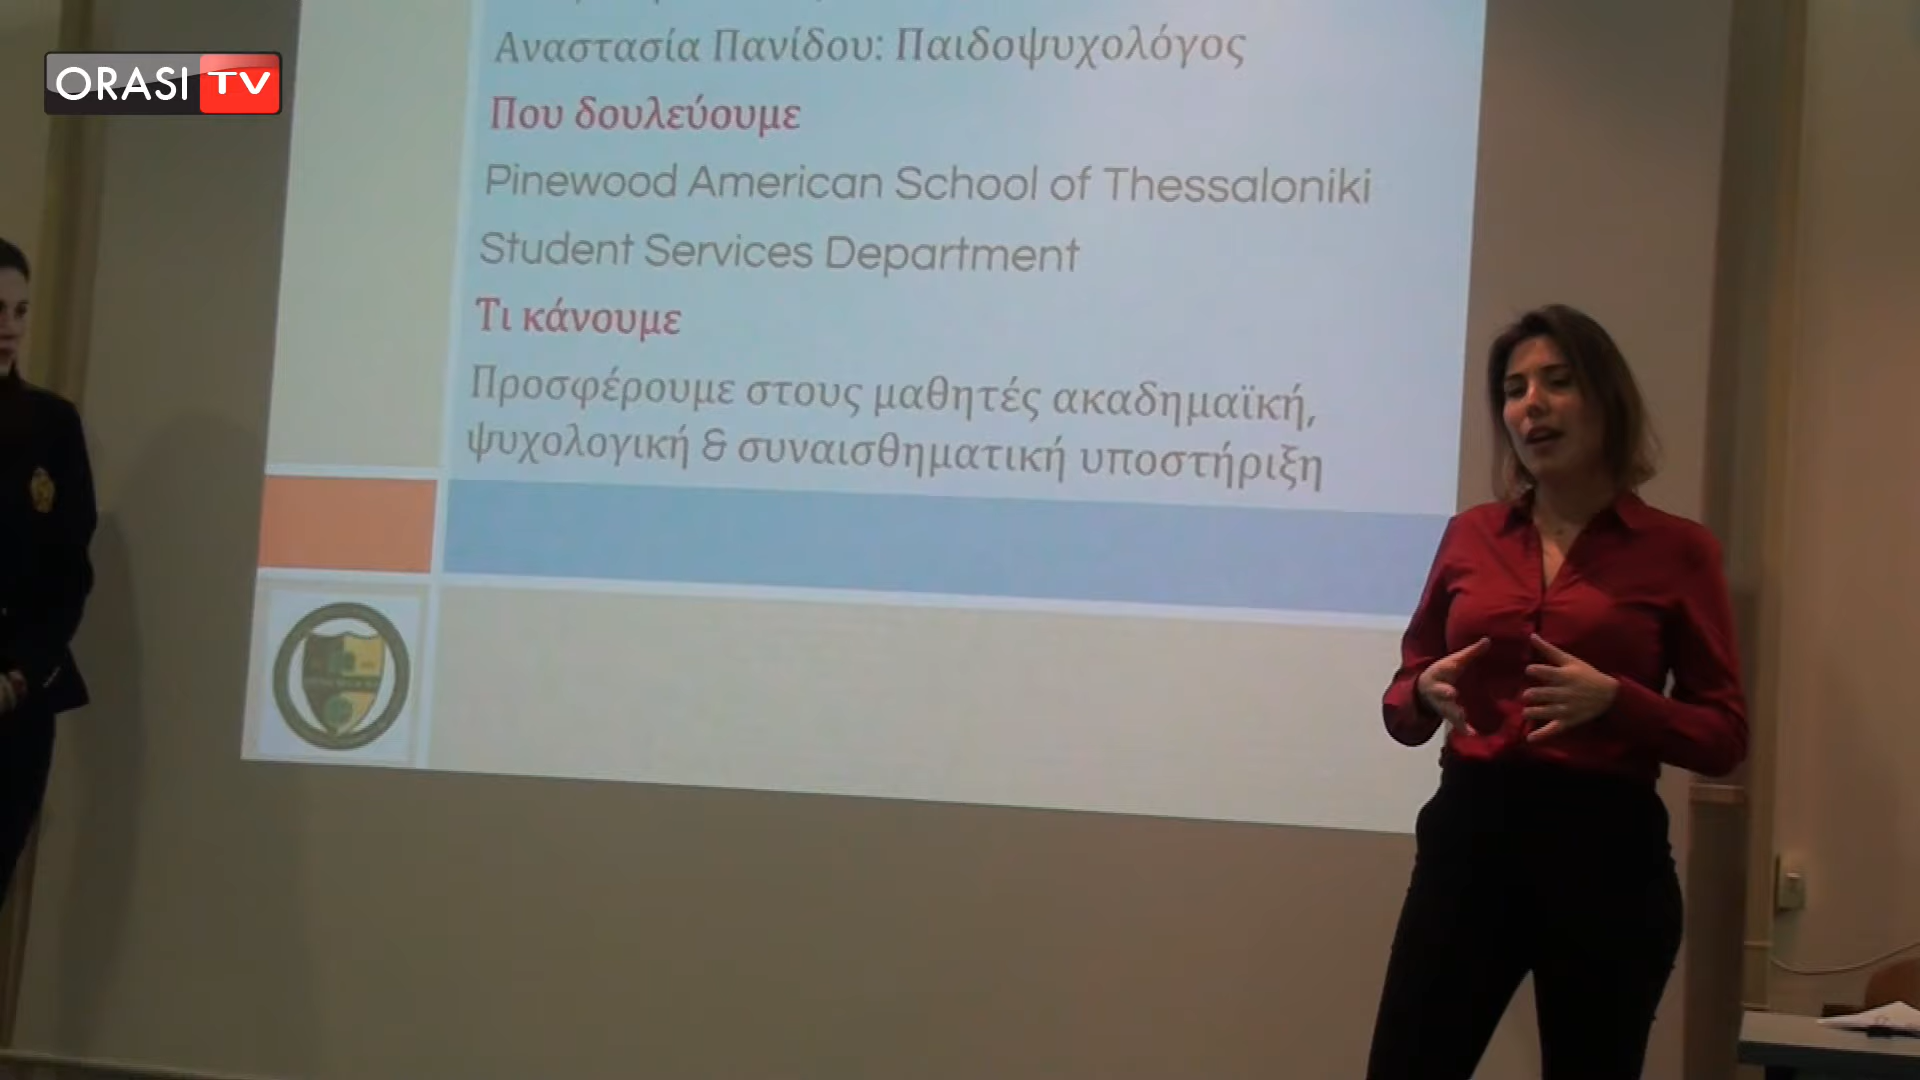 ORASI TV
Αναστασία Πανίδου: Παιδοψυχολόγος
Που δουλεύουμε
Pinewood American School of Thessaloniki
Student Services Department
Τι κάνουμε
Προσφέρουμε στους μαθητές ακαδημαϊκή,
ψυχολογική & συναισθηματική υποστήριξη